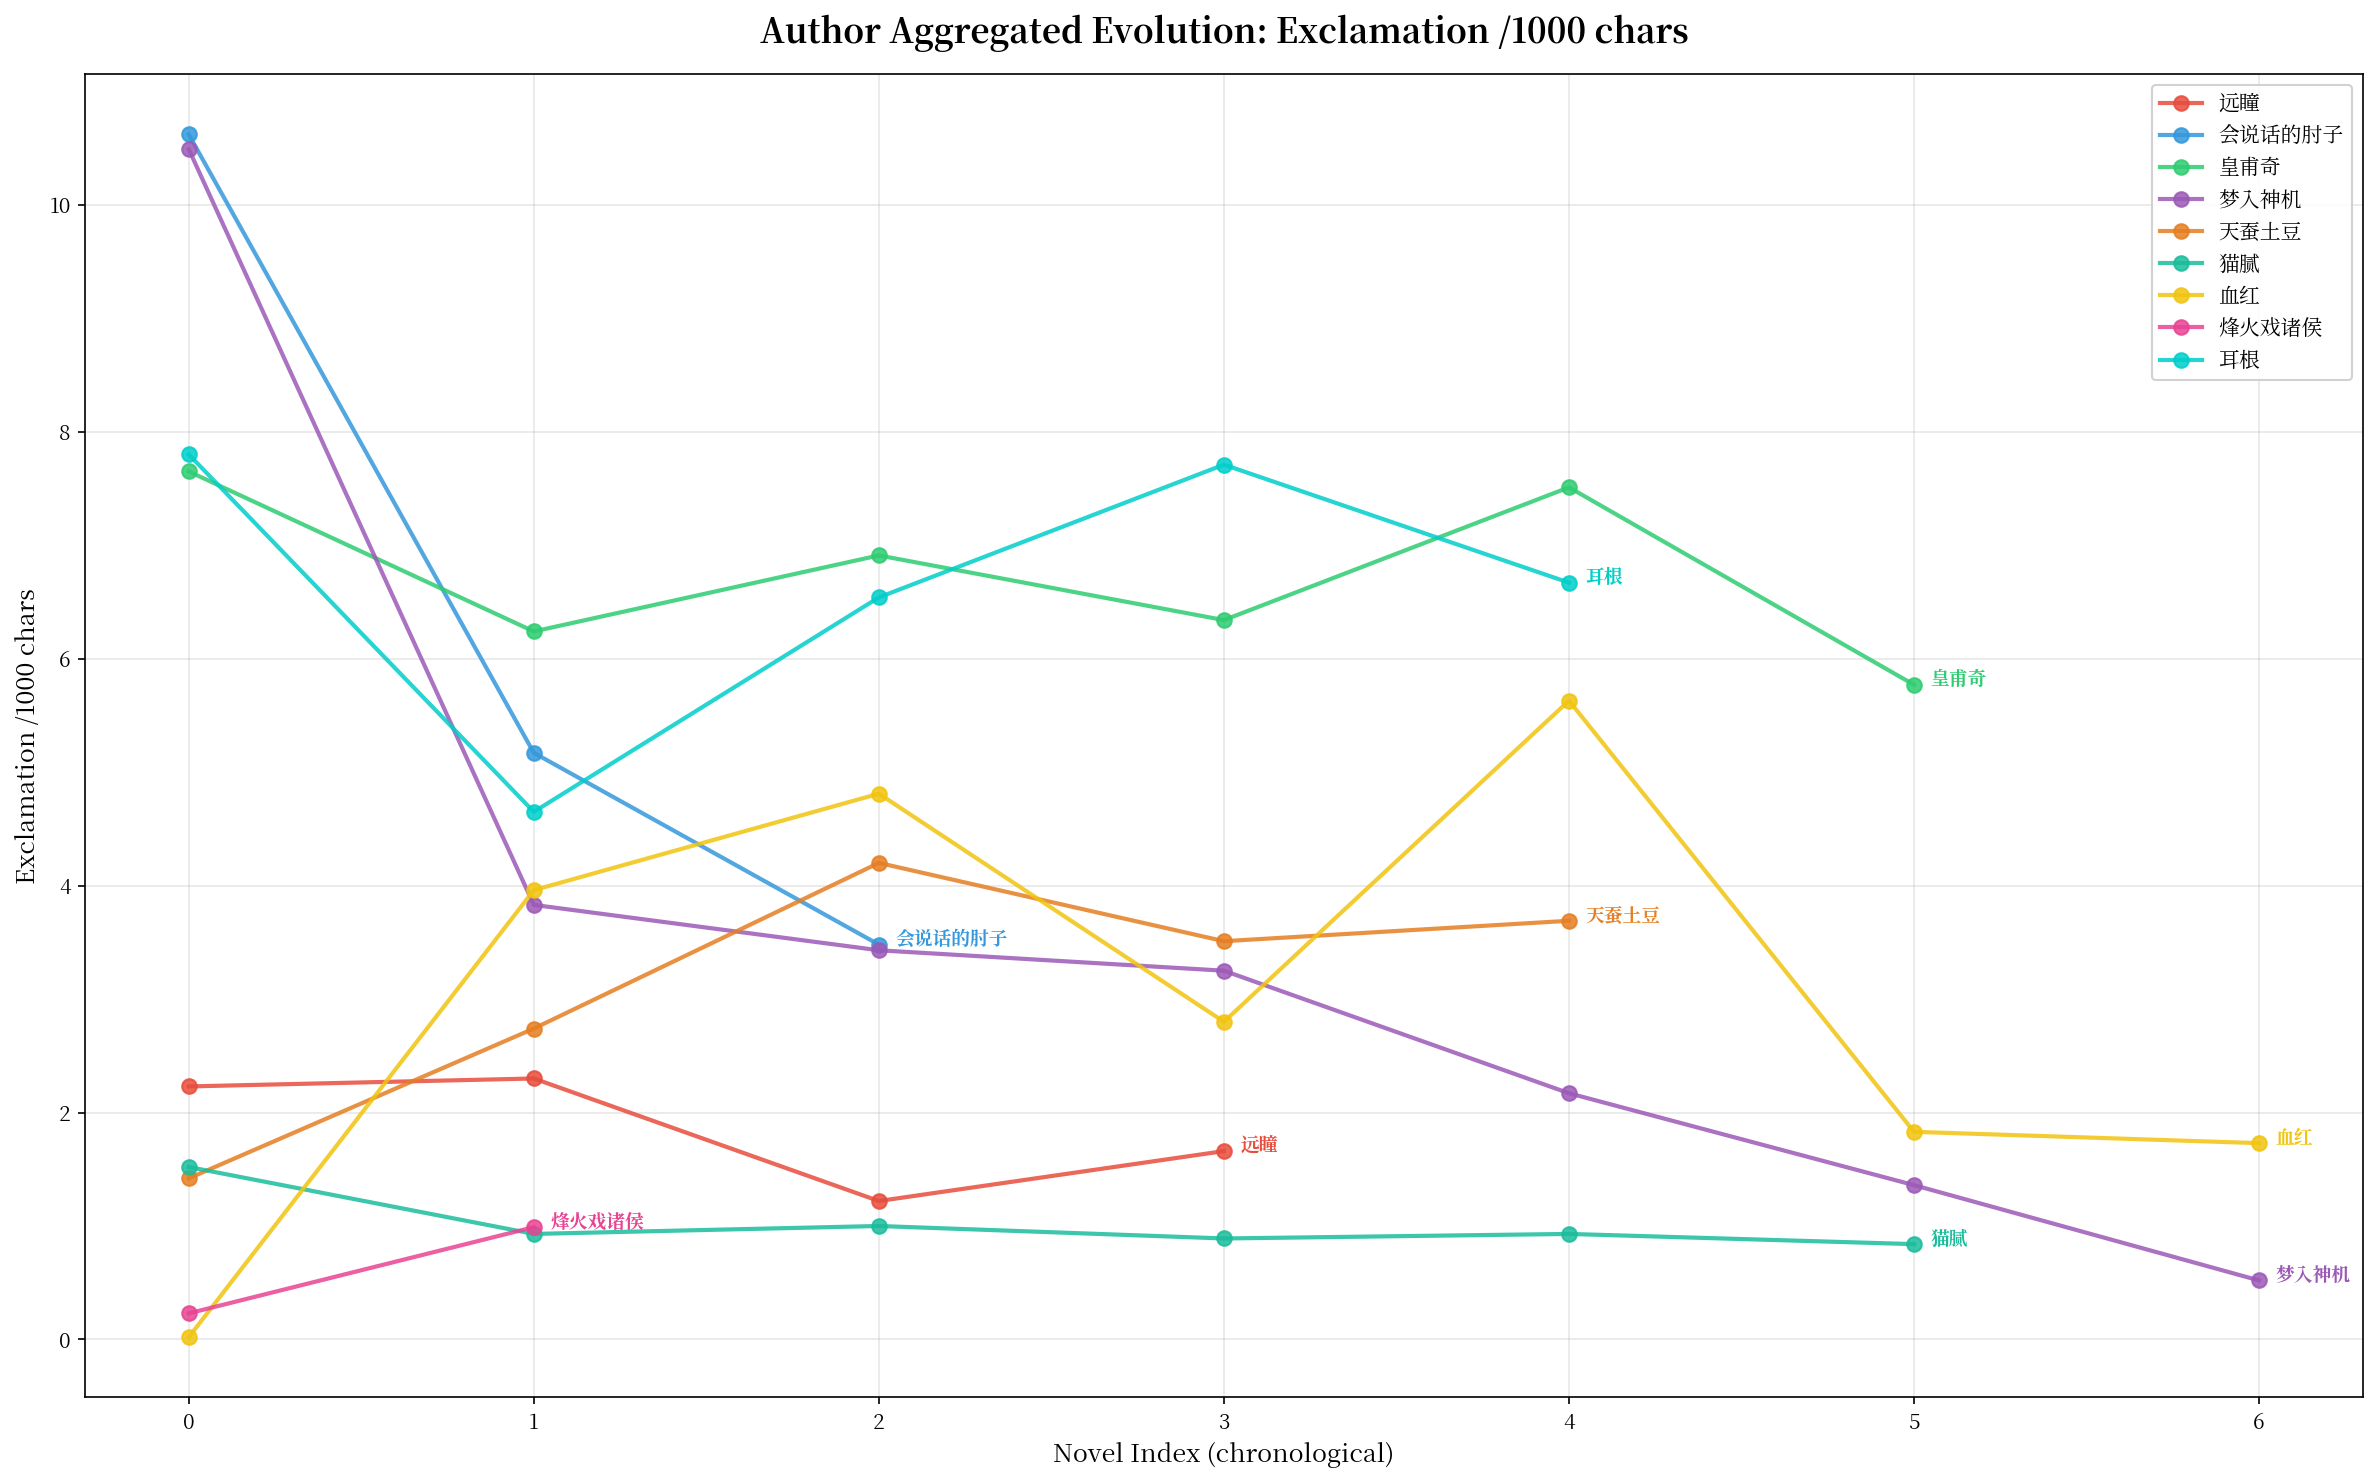 Author Aggregated Evolution: Exclamation /1000 chars
远瞳
会说话的肘子
皇甫奇
梦入神机
天蚕土豆
猫腻
血红
烽火戏诸侯
耳根
10
8
6
4
2
0
Exclamation /1000 chars
耳根
皇甫奇
天蚕土豆
会说话的肘子
远瞳
血红
烽火戏诸侯
猫腻
梦入神机
0 1 2 3 4 5 6
Novel Index (chronological)